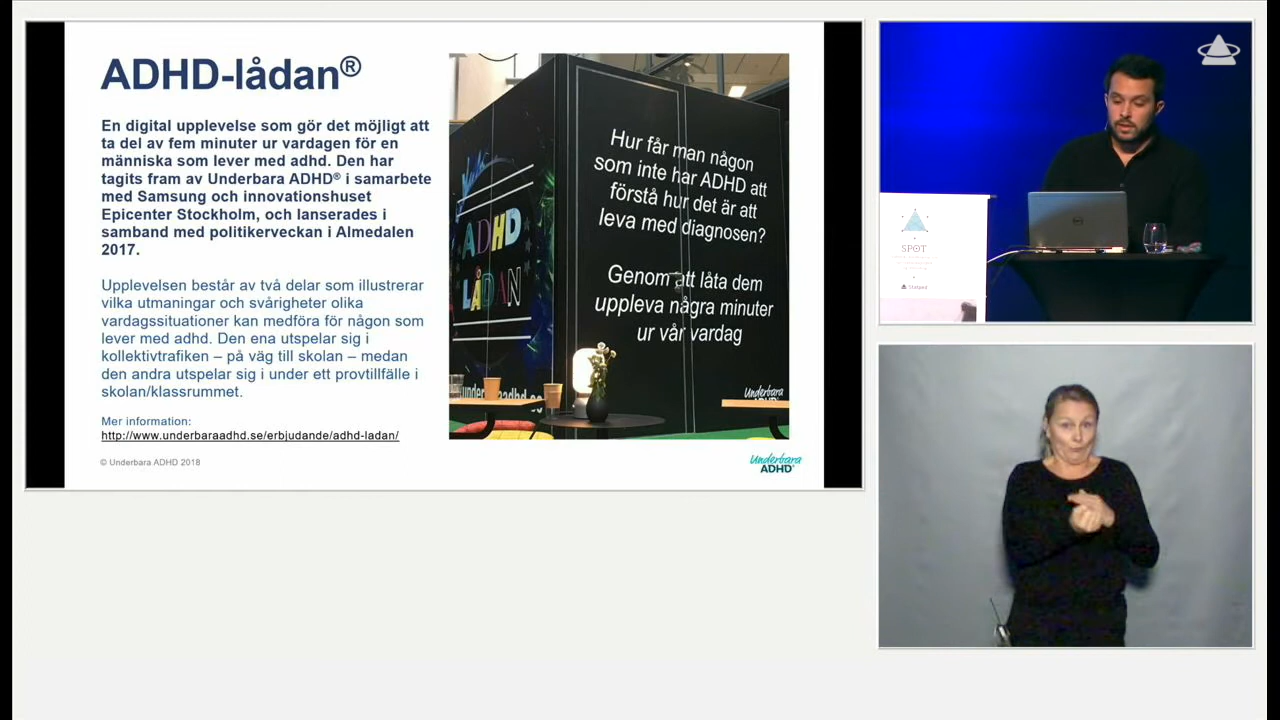 ADHD-lådan®
En digital upplevelse som gör det möjligt att
ta del av fem minuter ur vardagen för en
människa som lever med adhd. Den har
tagits fram av Underbara ADHD® i samarbete
med Samsung och innovationshuset
Epicenter Stockholm, och lanserades i
samband med politikerveckan i Almedalen
2017.
Upplevelsen består av två delar som illustrerar
vilka utmaningar och svårigheter olika
vardagssituationer kan medföra för någon som
lever med adhd. Den ena utspelar sig i
kollektivtrafiken – på väg till skolan – medan
den andra utspelar sig i under ett provtillfälle i
skolan/klassrummet.
Mer information:
http://www.underbaraadhd.se/erbjudande/adhd-ladan/
© Underbara ADHD 2018
ADHD
LÅDAN
Hur får man någon
som inte har ADHD att
förstå hur det är att
leva med diagnosen?
Genom att låta dem
uppleva några minuter
ur vår vardag
Underbara
ADHD
Underbara
ADHD
SPOT